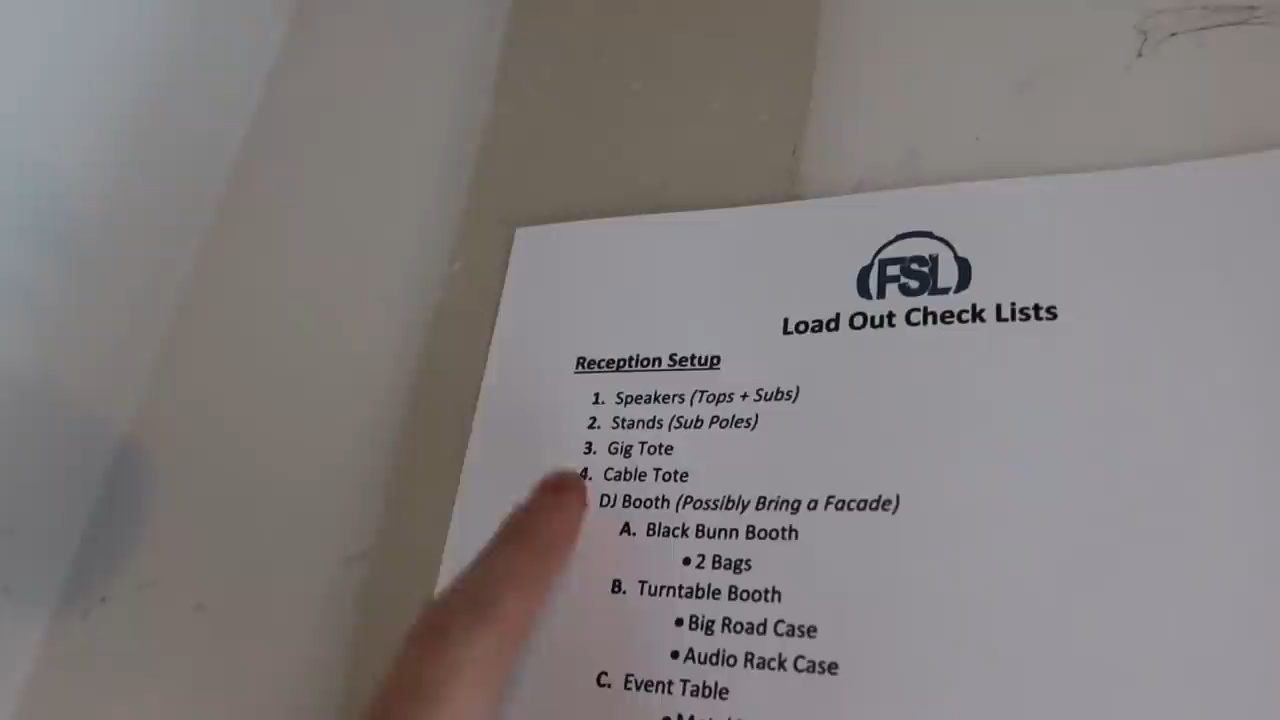 FSL
Load Out Check Lists
Reception Setup
1. Speakers (Tops + Subs)
2. Stands (Sub Poles)
3. Gig Tote
4. Cable Tote
DJ Booth (Possibly Bring a Facade)
A. Black Bunn Booth
• 2 Bags
B. Turntable Booth
• Big Road Case
• Audio Rack Case
C. Event Table